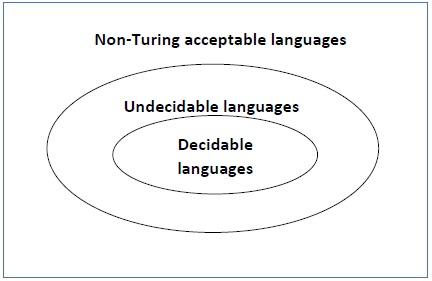 Non-Turing acceptable languages
Undecidable languages
Decidable
languages